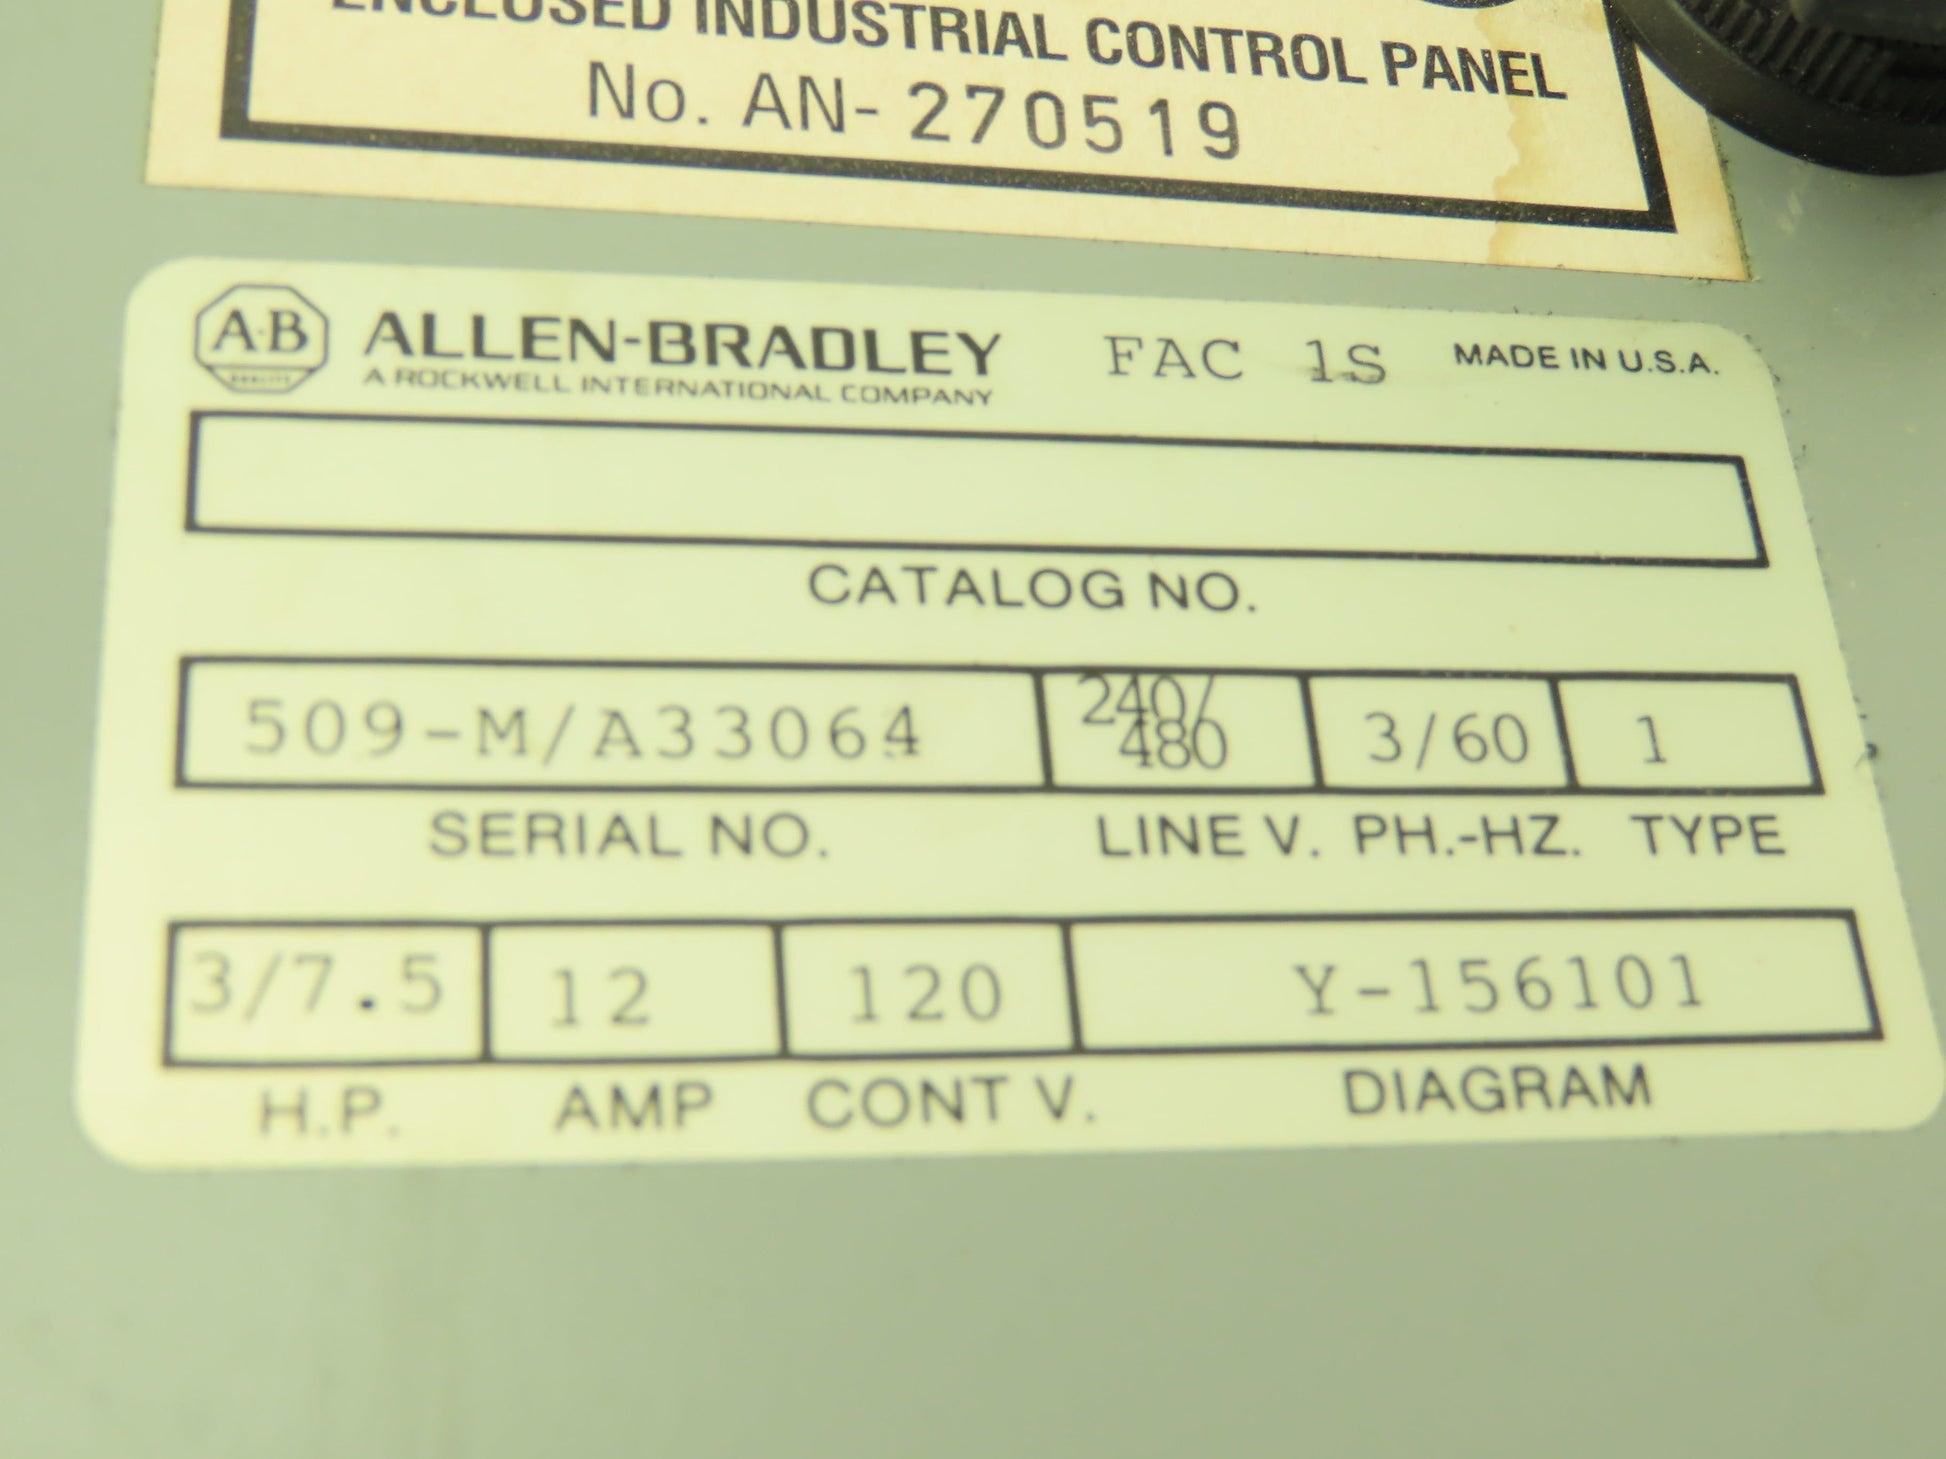 ENCLOSED INDUSTRIAL CONTROL PANEL
No. AN-270519
A-B ALLEN-BRADLEY FAC 1S MADE IN U.S.A.
QUALITY
A ROCKWELL INTERNATIONAL COMPANY
CATALOG NO.
509-M/A33064 240/480 3/60 1
SERIAL NO. LINE V. PH.-HZ. TYPE
3/7.5 12 120 Y-156101
H.P. AMP CONT V. DIAGRAM